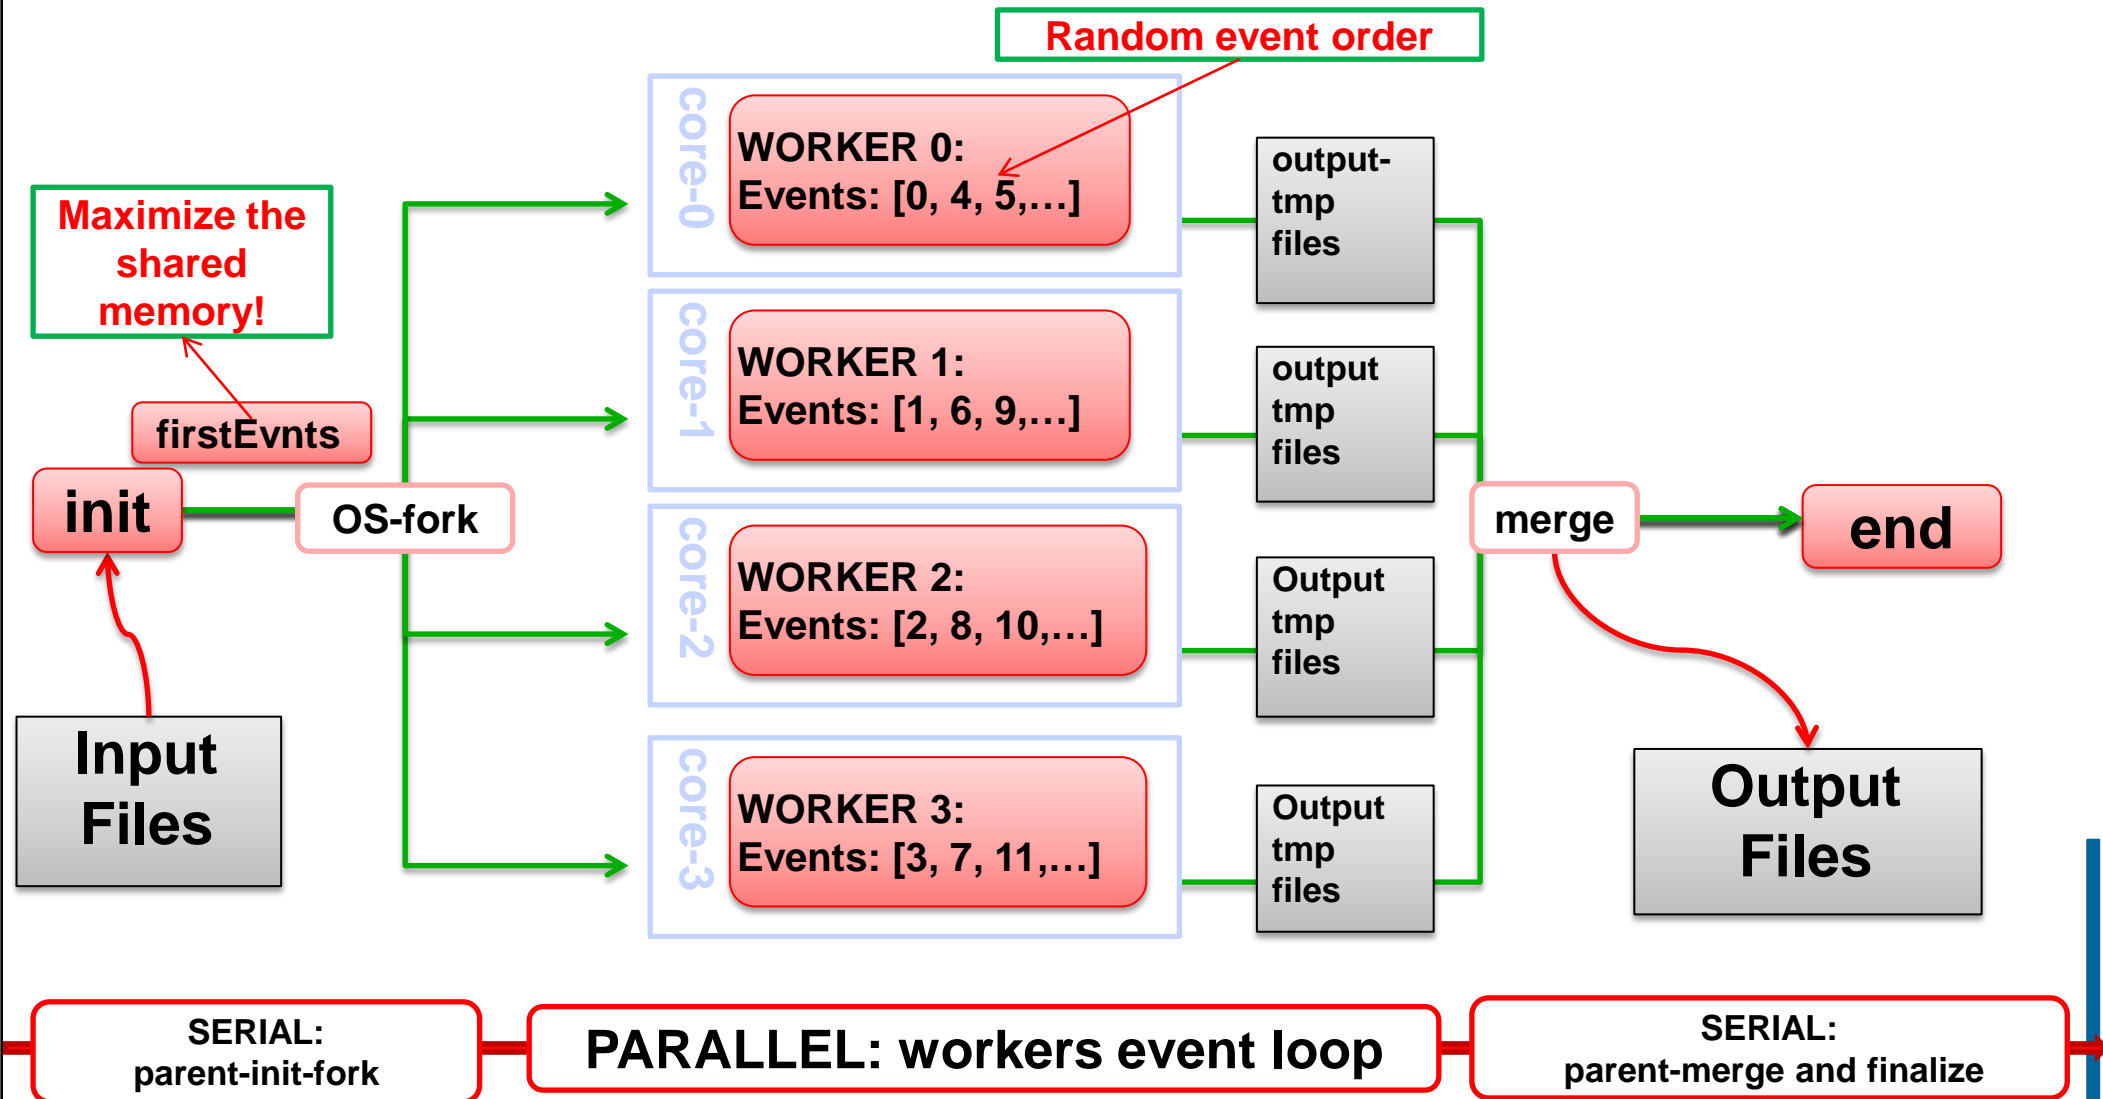 Random event order
Maximize the
shared
memory!
firstEvnts
init
OS-fork
Input
Files
core-0
WORKER 0:
Events: [0, 4, 5,...]
core-1
WORKER 1:
Events: [1, 6, 9,...]
core-2
WORKER 2:
Events: [2, 8, 10,...]
core-3
WORKER 3:
Events: [3, 7, 11,...]
output-
tmp
files
output
tmp
files
Output
tmp
files
Output
tmp
files
merge
end
Output
Files
SERIAL:
parent-init-fork
PARALLEL: workers event loop
SERIAL:
parent-merge and finalize